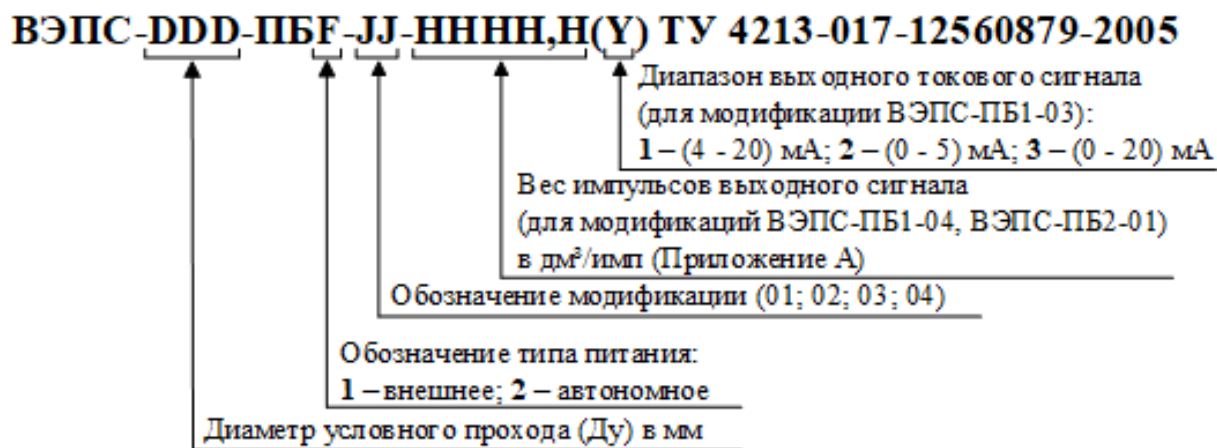 ВЭПС-DDD-ПБF-JJ-НННН,Н(Y) ТУ 4213-017-12560879-2005
Диапазон выходного токового сигнала
(для модификации ВЭПС-ПБ1-03):
1 – (4 - 20) мА; 2 – (0 - 5) мА; 3 – (0 - 20) мА
Вес импульсов выходного сигнала
(для модификаций ВЭПС-ПБ1-04, ВЭПС-ПБ2-01)
в дм³/имп (Приложение А)
Обозначение модификации (01; 02; 03; 04)
Обозначение типа питания:
1 – внешнее; 2 – автономное
Диаметр условного прохода (Ду) в мм